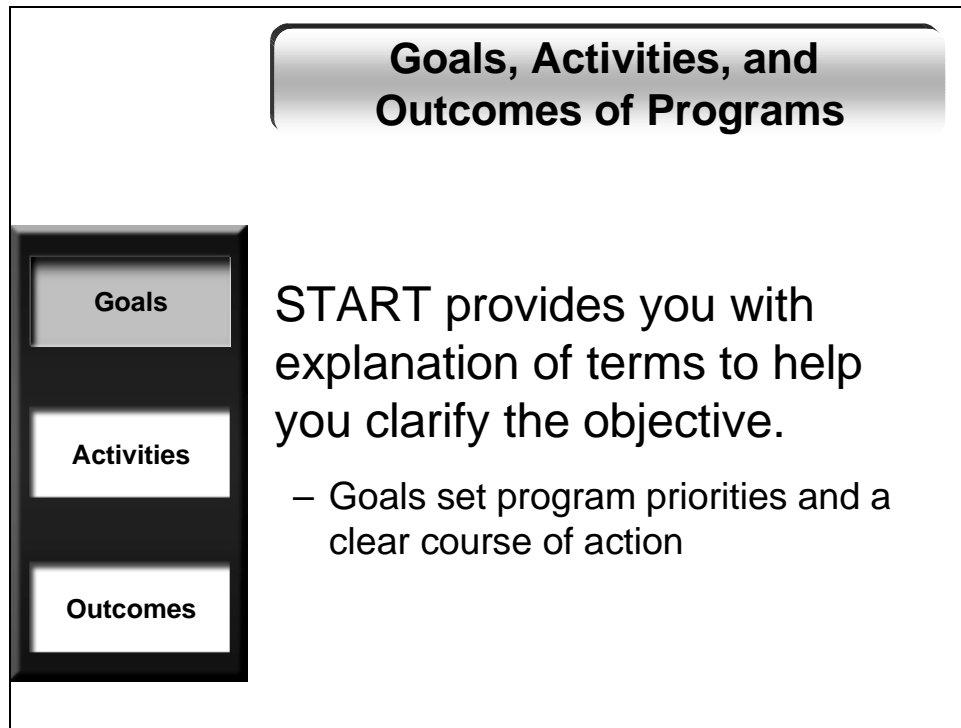 Goals, Activities, and
Outcomes of Programs
Goals
Activities
Outcomes
START provides you with
explanation of terms to help
you clarify the objective.
– Goals set program priorities and a
clear course of action